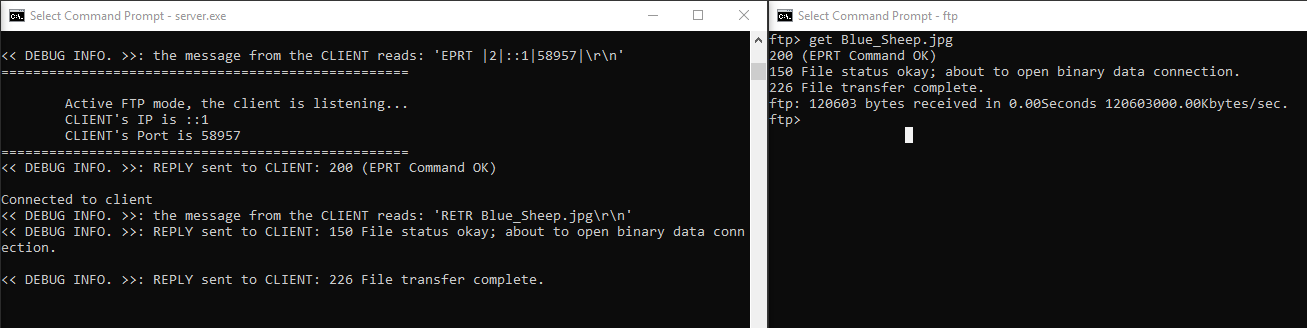 Select Command Prompt - server.exe
<< DEBUG INFO. >>: the message from the CLIENT reads: 'EPRT |2|::1|58957|\r\n'
===================================================
Active FTP mode, the client is listening...
CLIENT's IP is ::1
CLIENT's Port is 58957
===================================================
<< DEBUG INFO. >>: REPLY sent to CLIENT: 200 (EPRT Command OK)
Connected to client
<< DEBUG INFO. >>: the message from the CLIENT reads: 'RETR Blue_Sheep.jpg\r\n'
<< DEBUG INFO. >>: REPLY sent to CLIENT: 150 File status okay; about to open binary data conn
ection.
<< DEBUG INFO. >>: REPLY sent to CLIENT: 226 File transfer complete.
Select Command Prompt - ftp
ftp> get Blue_Sheep.jpg
200 (EPRT Command OK)
150 File status okay; about to open binary data connection.
226 File transfer complete.
ftp: 120603 bytes received in 0.00Seconds 120603000.00Kbytes/sec.
ftp>